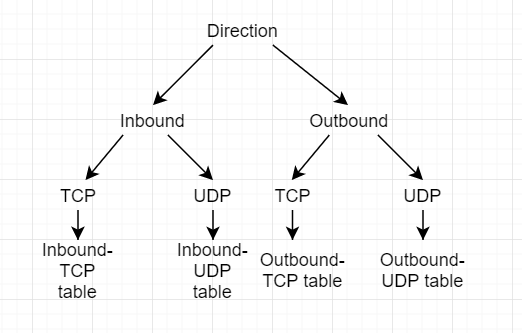 Direction
Inbound
Outbound
TCP
UDP
TCP
UDP
Inbound-
TCP
table
Inbound-
UDP
table
Outbound-
TCP table
Outbound-
UDP table